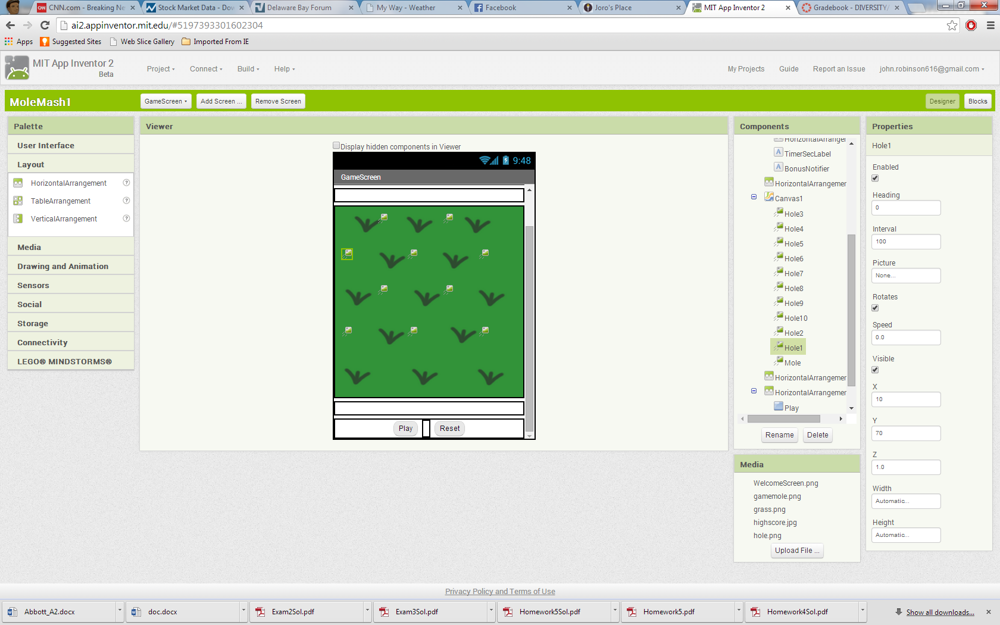 CNN.com - Breaking Ne
Stock Market Data - Dow
Delaware Bay Forum
My Way - Weather
Facebook
Joro's Place
MIT App Inventor 2
Gradebook - DIVERSITY/
ai2.appinventor.mit.edu/#5197393301602304
Apps
Suggested Sites
Web Slice Gallery
Imported From IE
MIT App Inventor 2
Beta
Project
Connect
Build
Help
My Projects
Guide
Report an Issue
john.robinson616@gmail.com
MoleMash1
GameScreen
Add Screen ...
Remove Screen
Designer
Blocks
Palette
User Interface
Layout
HorizontalArrangement
TableArrangement
VerticalArrangement
Media
Drawing and Animation
Sensors
Social
Storage
Connectivity
LEGO® MINDSTORMS®
Viewer
Display hidden components in Viewer
9:48
GameScreen
Play
Reset
Components
HorizontalArrangemer
TimerSecLabel
BonusNotifier
HorizontalArrangemer
Canvas1
Hole3
Hole4
Hole5
Hole6
Hole7
Hole8
Hole9
Hole10
Hole2
Hole1
Mole
HorizontalArrangemer
HorizontalArrangemer
Play
Rename
Delete
Media
WelcomeScreen.png
gamemole.png
grass.png
highscore.jpg
hole.png
Upload File ...
Properties
Hole1
Enabled
Heading
0
Interval
100
Picture
None...
Rotates
Speed
0.0
Visible
X
10
Y
70
Z
1.0
Width
Automatic...
Height
Automatic...
Privacy Policy and Terms of Use
Abbott_A2.docx
doc.docx
Exam2Sol.pdf
Exam3Sol.pdf
Homework5Sol.pdf
Homework5.pdf
Homework4Sol.pdf
Show all downloads...